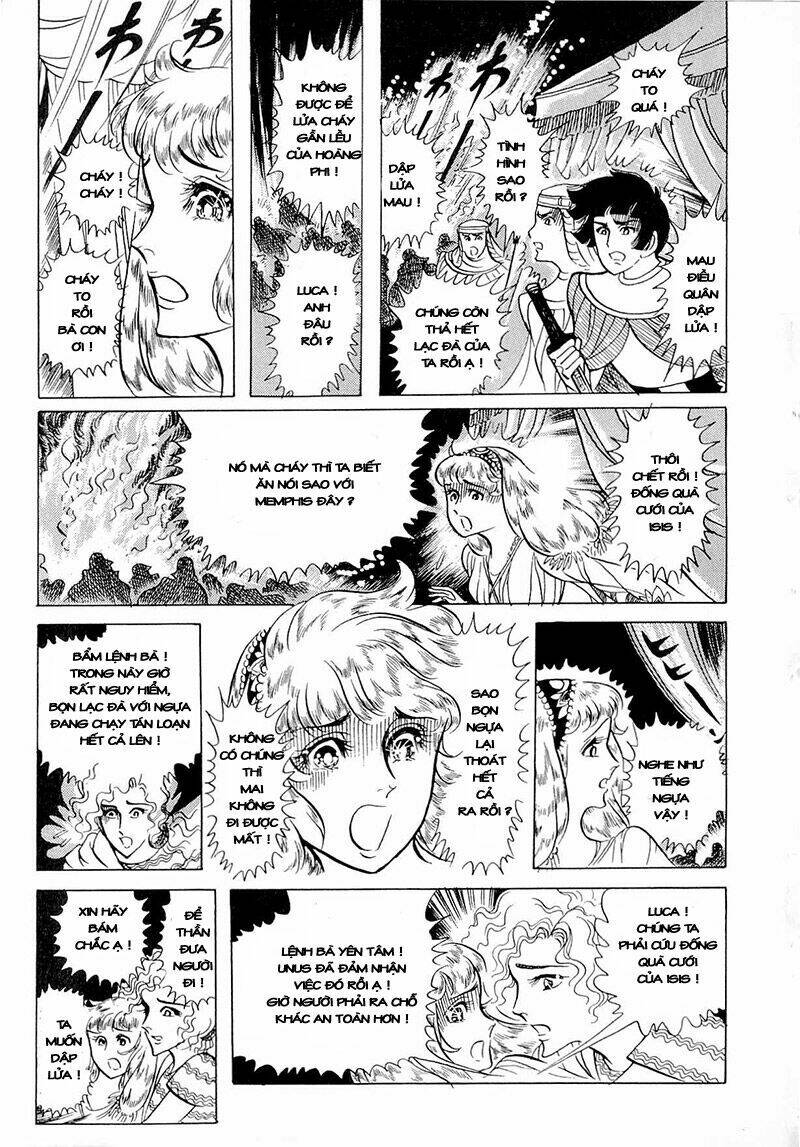 CHÁY
TO
QUÁ !
TÌNH
HÌNH
SAO
RỒI ?
DẬP
LỬA
MAU !
MAU
ĐIỀU
QUÂN
DẬP
LỬA !
CHÚNG CÒN
THẢ HẾT
LẠC ĐÀ CỦA
TA RỒI Ạ !
わ
わ
KHÔNG
ĐƯỢC ĐỂ
LỬA CHÁY
GẦN LỀU
CỦA HOÀNG
PHI !
LUCA !
ANH
ĐÂU
RỒI ?
わ
わ
CHÁY !
CHÁY !
CHÁY
TO
RỒI
BÀ CON
ƠI !
THÔI
CHẾT RỒI !
ĐỐNG QUÀ
CƯỚI CỦA
ISIS !
NÓ MÀ CHÁY THÌ TA BIẾT
ĂN NÓI SAO VỚI
MEMPHIS ĐÂY ?
NGHE NHƯ
TIẾNG
NGỰA
VẬY !
SAO
BỌN
NGỰA
LẠI
THOÁT
HẾT
CẢ
RA RỒI ?
KHÔNG
CÓ CHÚNG
THÌ
MAI
KHÔNG
ĐI ĐƯỢC
MẤT !
BẨM LỆNH BÀ !
TRONG NÀY GIỜ
RẤT NGUY HIỂM,
BỌN LẠC ĐÀ VỚI NGỰA
ĐANG CHẠY TÁN LOẠN
HẾT CẢ LÊN !
LUCA !
CHÚNG TA
PHẢI CỨU ĐỐNG
QUÀ CƯỚI
CỦA ISIS !
LỆNH BÀ YÊN TÂM !
UNUS ĐÃ ĐẢM NHẬN
VIỆC ĐÓ RỒI Ạ !
GIỜ NGƯỜI PHẢI RA CHỖ
KHÁC AN TOÀN HƠN !
ĐỂ
THẦN
ĐƯA
NGƯỜI
ĐI !
XIN HÃY
BÁM
CHẮC Ạ !
TA
MUỐN
DẬP
LỬA !